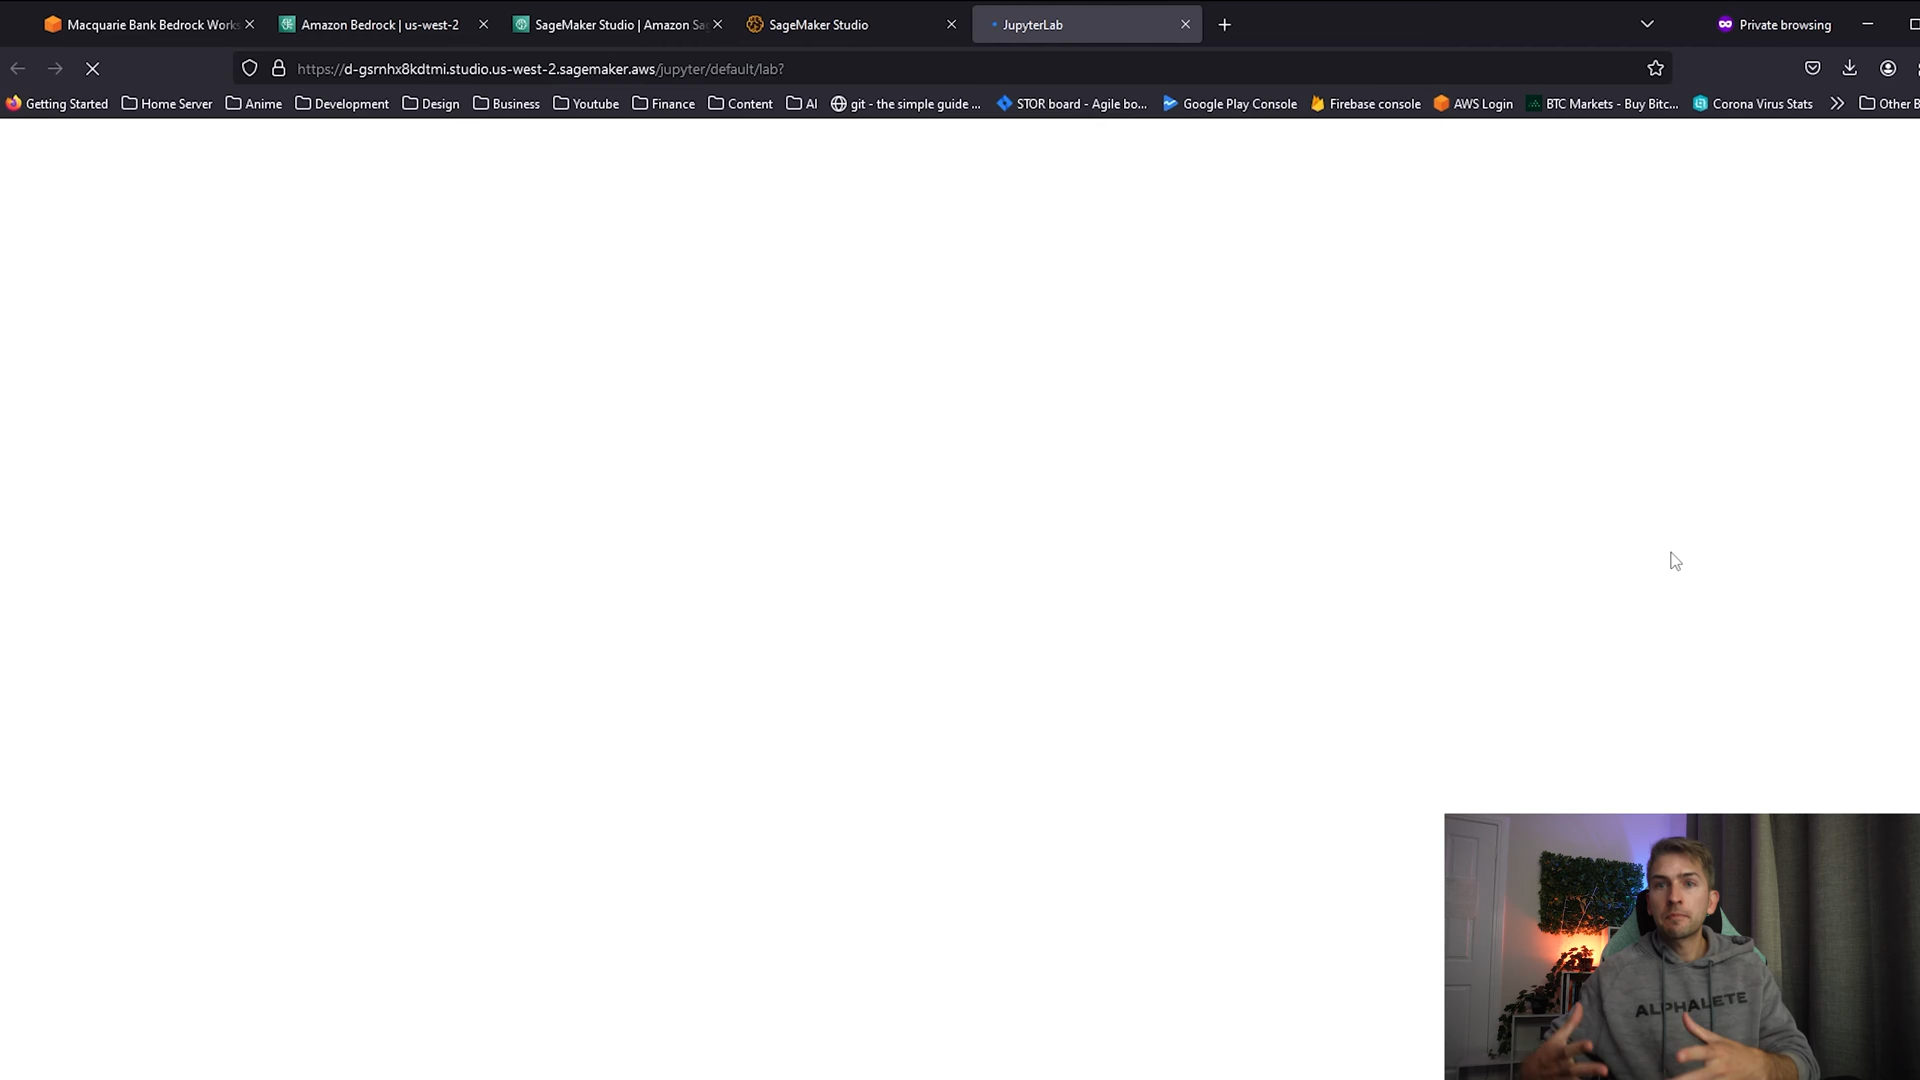 Macquarie Bank Bedrock Works
Amazon Bedrock | us-west-2
SageMaker Studio | Amazon Sa
SageMaker Studio
JupyterLab
Private browsing
https://d-gsrnhx8kdtmi.studio.us-west-2.sagemaker.aws/jupyter/default/lab?
Getting Started
Home Server
Anime
Development
Design
Business
Youtube
Finance
Content
AI
git - the simple guide ...
STOR board - Agile bo...
Google Play Console
Firebase console
AWS Login
BTC Markets - Buy Bitc...
Corona Virus Stats
Other B
ALPHALETE